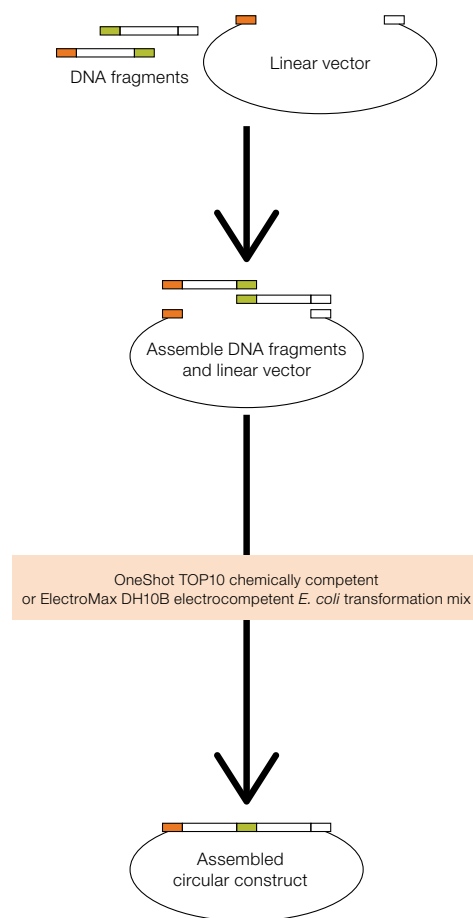 DNA fragments
Linear vector
Assemble DNA fragments
and linear vector
OneShot TOP10 chemically competent
or ElectroMax DH10B electrocompetent E. coli transformation mix
Assembled
circular construct